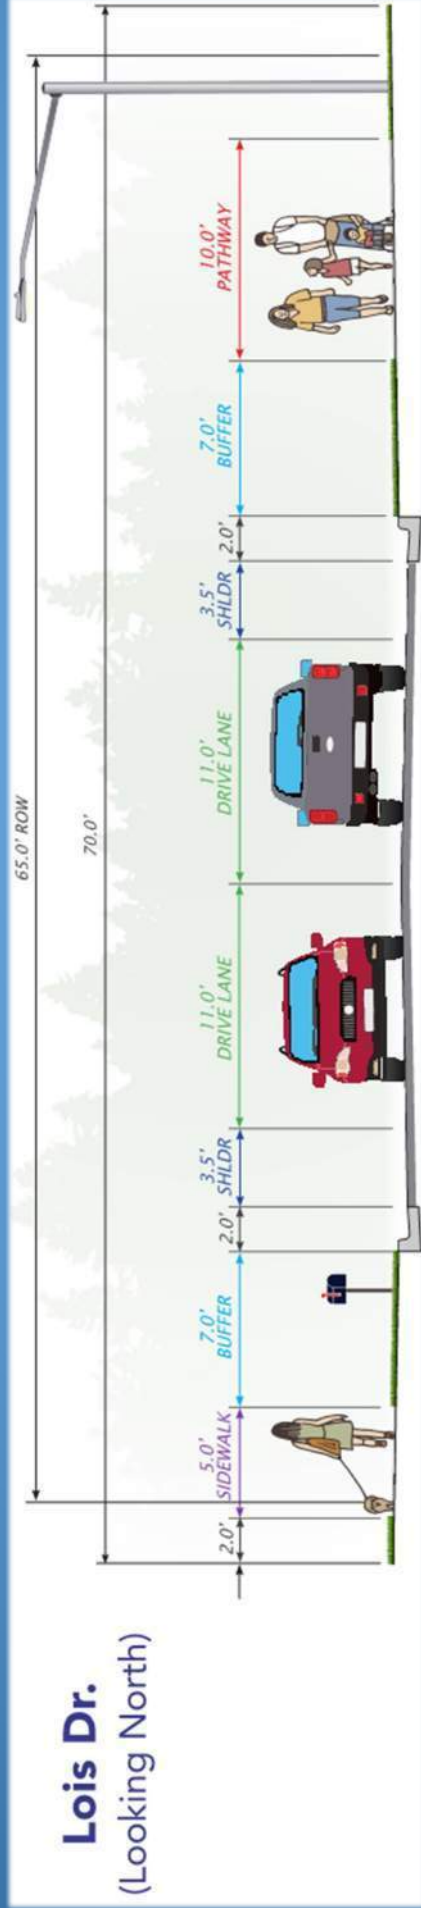 Lois Dr.
(Looking North)
65.0' ROW
70.0'
2.0'
5.0'
SIDEWALK
7.0'
BUFFER
2.0'
3.5'
SHLDR
11.0'
DRIVE LANE
11.0'
DRIVE LANE
3.5'
SHLDR
2.0'
7.0'
BUFFER
10.0'
PATHWAY